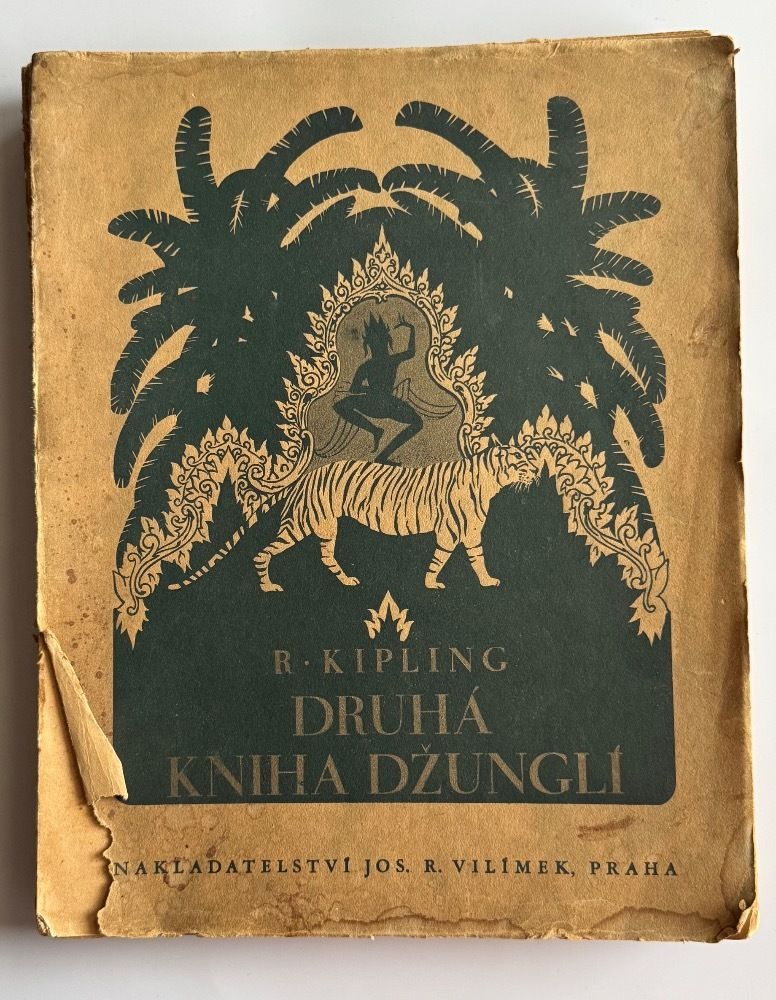 R · KIPLING
DRUHÁ
KNIHA DŽUNGLÍ
NAKLADATELSTVÍ JOS. R. VILÍMEK, PRAHA